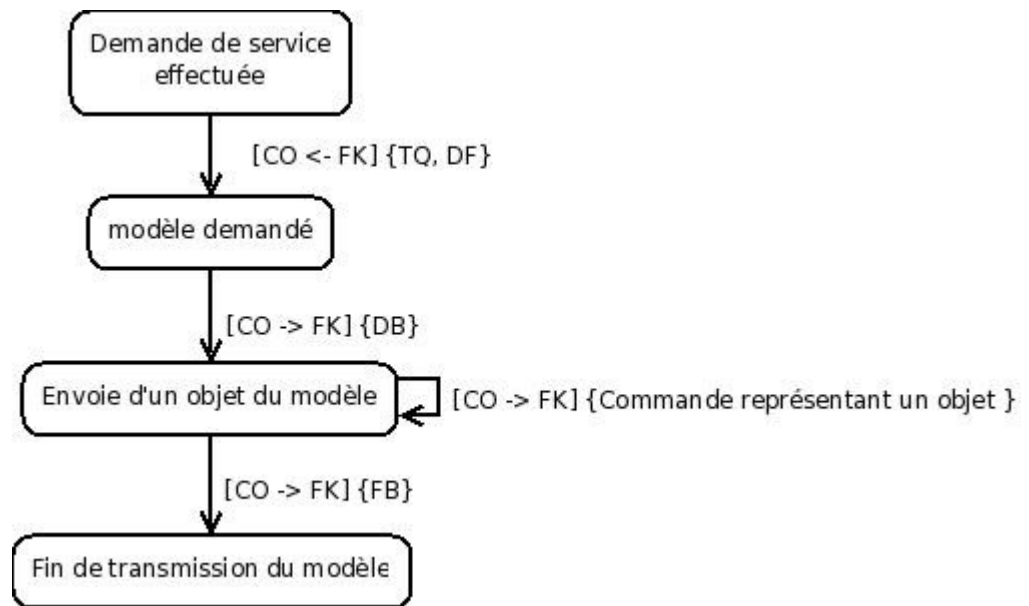 Demande de service
effectuée
[CO <- FK] {TQ, DF}
modèle demandé
[CO -> FK] {DB}
Envoie d'un objet du modèle
[CO -> FK] {Commande représentant un objet }
[CO -> FK] {FB}
Fin de transmission du modèle